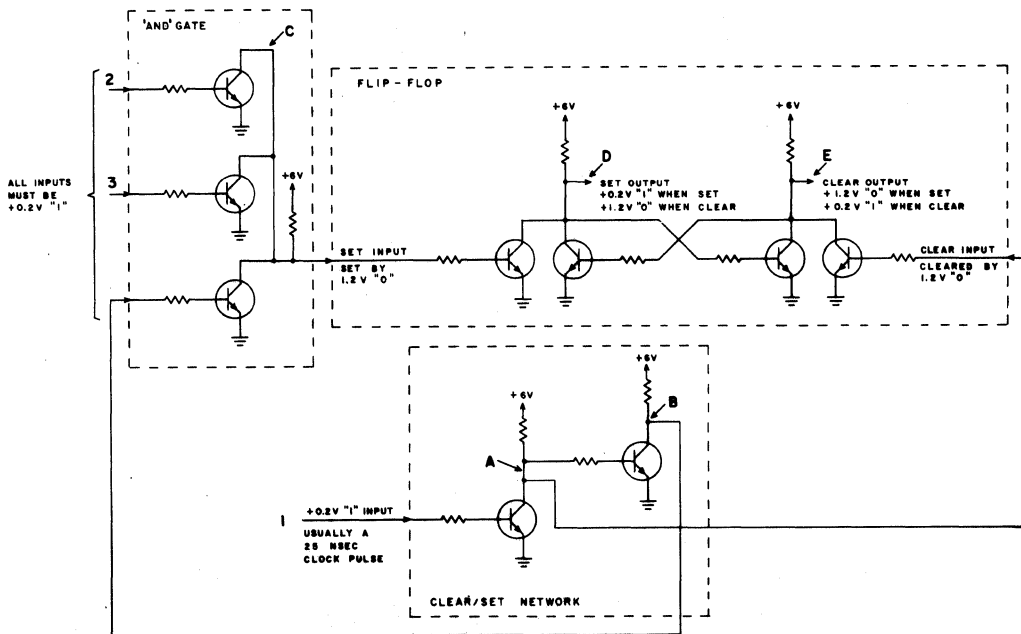 'AND' GATE
C
2
3
ALL INPUTS
MUST BE
+0.2V "1"
+6V
FLIP-FLOP
+6V
D
SET OUTPUT
+0.2V "1" WHEN SET
+1.2V "0" WHEN CLEAR
+6V
E
CLEAR OUTPUT
+1.2V "0" WHEN SET
+0.2V "1" WHEN CLEAR
SET INPUT
SET BY
1.2V "0"
CLEAR INPUT
CLEARED BY
1.2V "0"
+6V
B
+6V
A
1
+0.2V "1" INPUT
USUALLY A
25 NSEC
CLOCK PULSE
CLEAR/SET NETWORK